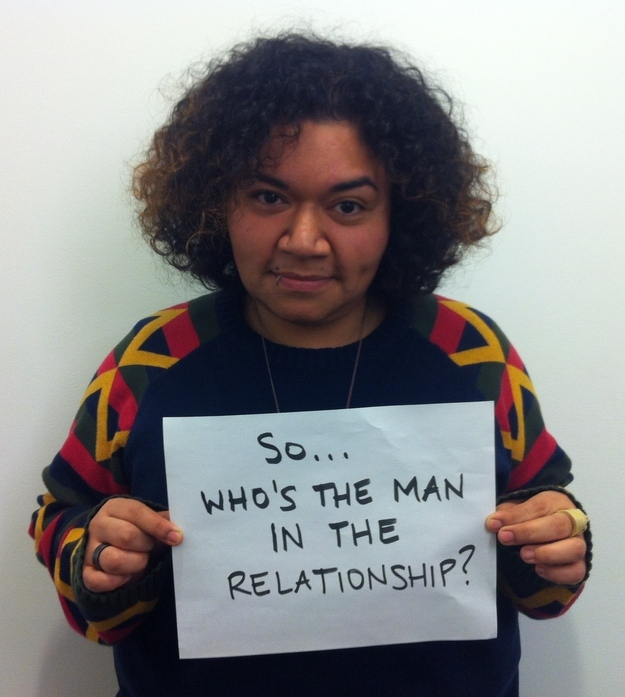 So...
WHO'S THE MAN
IN THE
RELATIONSHIP?